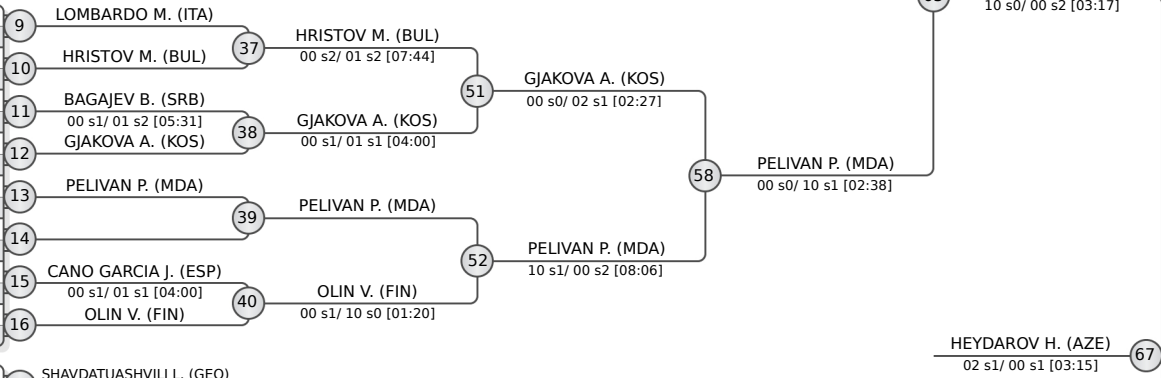 9
LOMBARDO M. (ITA)
10
HRISTOV M. (BUL)
37
HRISTOV M. (BUL)
00 s2/ 01 s2 [07:44]
11
BAGAJEV B. (SRB)
00 s1/ 01 s2 [05:31]
12
GJAKOVA A. (KOS)
38
GJAKOVA A. (KOS)
00 s1/ 01 s1 [04:00]
51
GJAKOVA A. (KOS)
00 s0/ 02 s1 [02:27]
13
PELIVAN P. (MDA)
14
39
PELIVAN P. (MDA)
15
CANO GARCIA J. (ESP)
00 s1/ 01 s1 [04:00]
16
OLIN V. (FIN)
40
OLIN V. (FIN)
00 s1/ 10 s0 [01:20]
52
PELIVAN P. (MDA)
10 s1/ 00 s2 [08:06]
58
PELIVAN P. (MDA)
00 s0/ 10 s1 [02:38]
10 s0/ 00 s2 [03:17]
HEYDAROV H. (AZE)
02 s1/ 00 s1 [03:15]
67
SHAVDATUASHVILI L. (GEO)